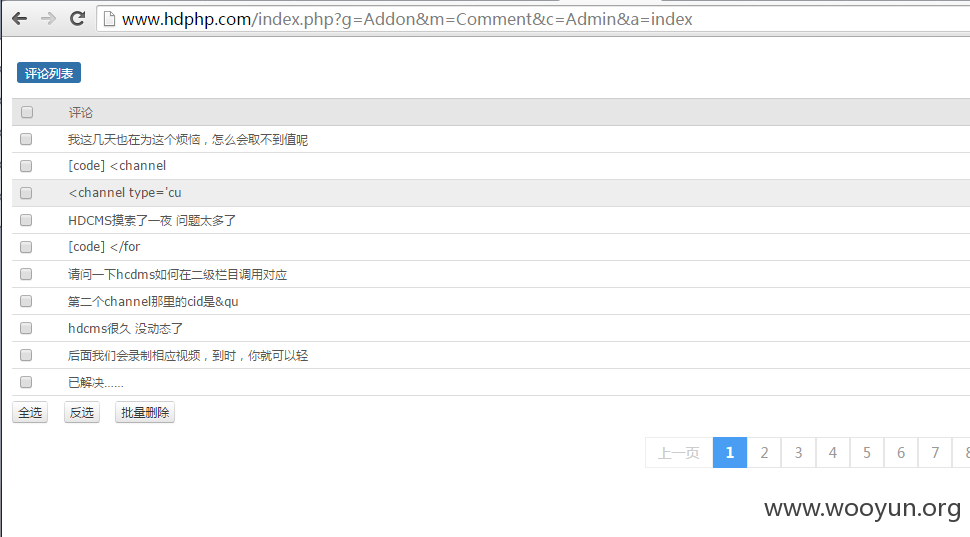 www.hdphp.com/index.php?g=Addon&m=Comment&c=Admin&a=index
评论列表
评论
我这几天也在为这个烦恼，怎么会取不到值呢
[code] <channel
<channel type='cu
HDCMS摸索了一夜 问题太多了
[code] </for
请问一下hcdms如何在二级栏目调用对应
第二个channel那里的cid是&qu
hdcms很久 没动态了
后面我们会录制相应视频，到时，你就可以轻
已解决……
全选 反选 批量删除
上一页 1 2 3 4 5 6 7 8
www.wooyun.org